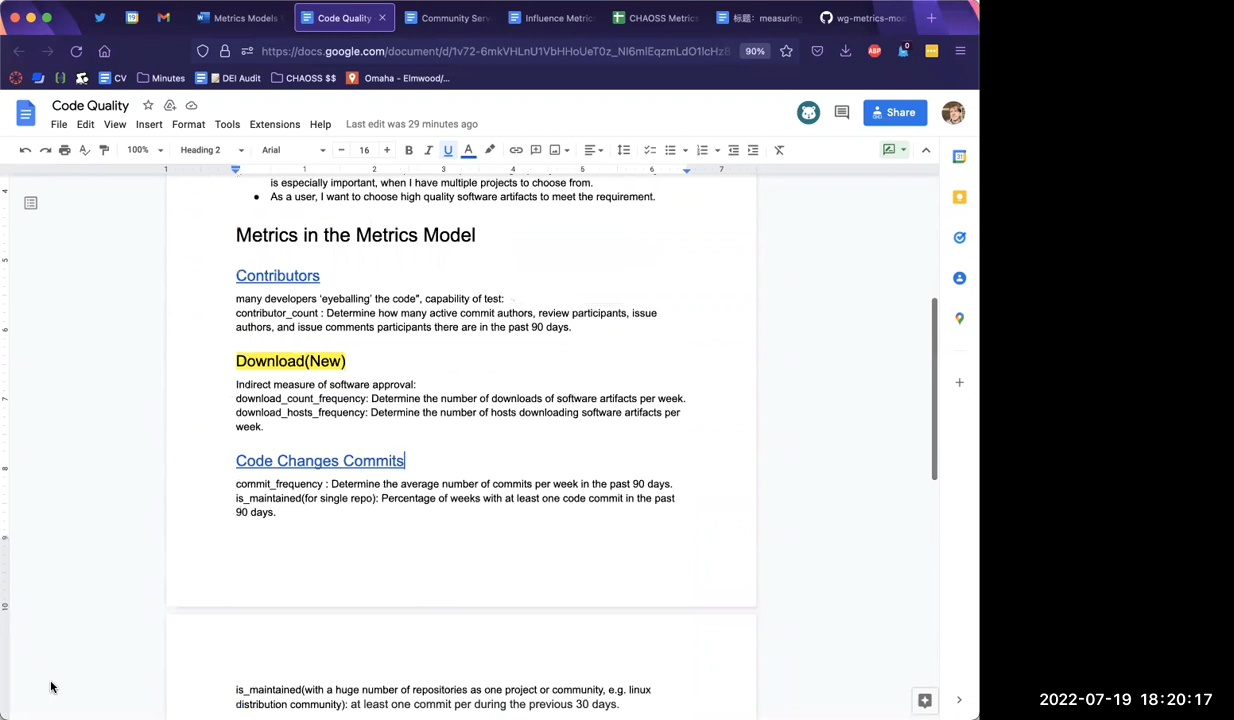 Metrics Models
Code Quality
Community Serv
Influence Metric
CHAOSS Metric
标题：measuring
wg-metrics-mod
https://docs.google.com/document/d/1v72-6mkVHLnU1VbHHoUeT0z_NI6mlEqzmLdO1lcHz8
90%
CV
Minutes
DEI Audit
CHAOSS $$
Omaha - Elmwood/...
Code Quality
Share
File Edit View Insert Format Tools Extensions Help Last edit was 29 minutes ago
100% Heading 2 Arial 16
is especially important, when I have multiple projects to choose from.
● As a user, I want to choose high quality software artifacts to meet the requirement.
Metrics in the Metrics Model
Contributors
many developers ‘eyeballing’ the code”, capability of test:
contributor_count : Determine how many active commit authors, review participants, issue
authors, and issue comments participants there are in the past 90 days.
Download(New)
Indirect measure of software approval:
download_count_frequency: Determine the number of downloads of software artifacts per week.
download_hosts_frequency: Determine the number of hosts downloading software artifacts per
week.
Code Changes Commits
commit_frequency : Determine the average number of commits per week in the past 90 days.
is_maintained(for single repo): Percentage of weeks with at least one code commit in the past
90 days.
is_maintained(with a huge number of repositories as one project or community, e.g. linux
distribution community): at least one commit per during the previous 30 days.
2022-07-19 18:20:17